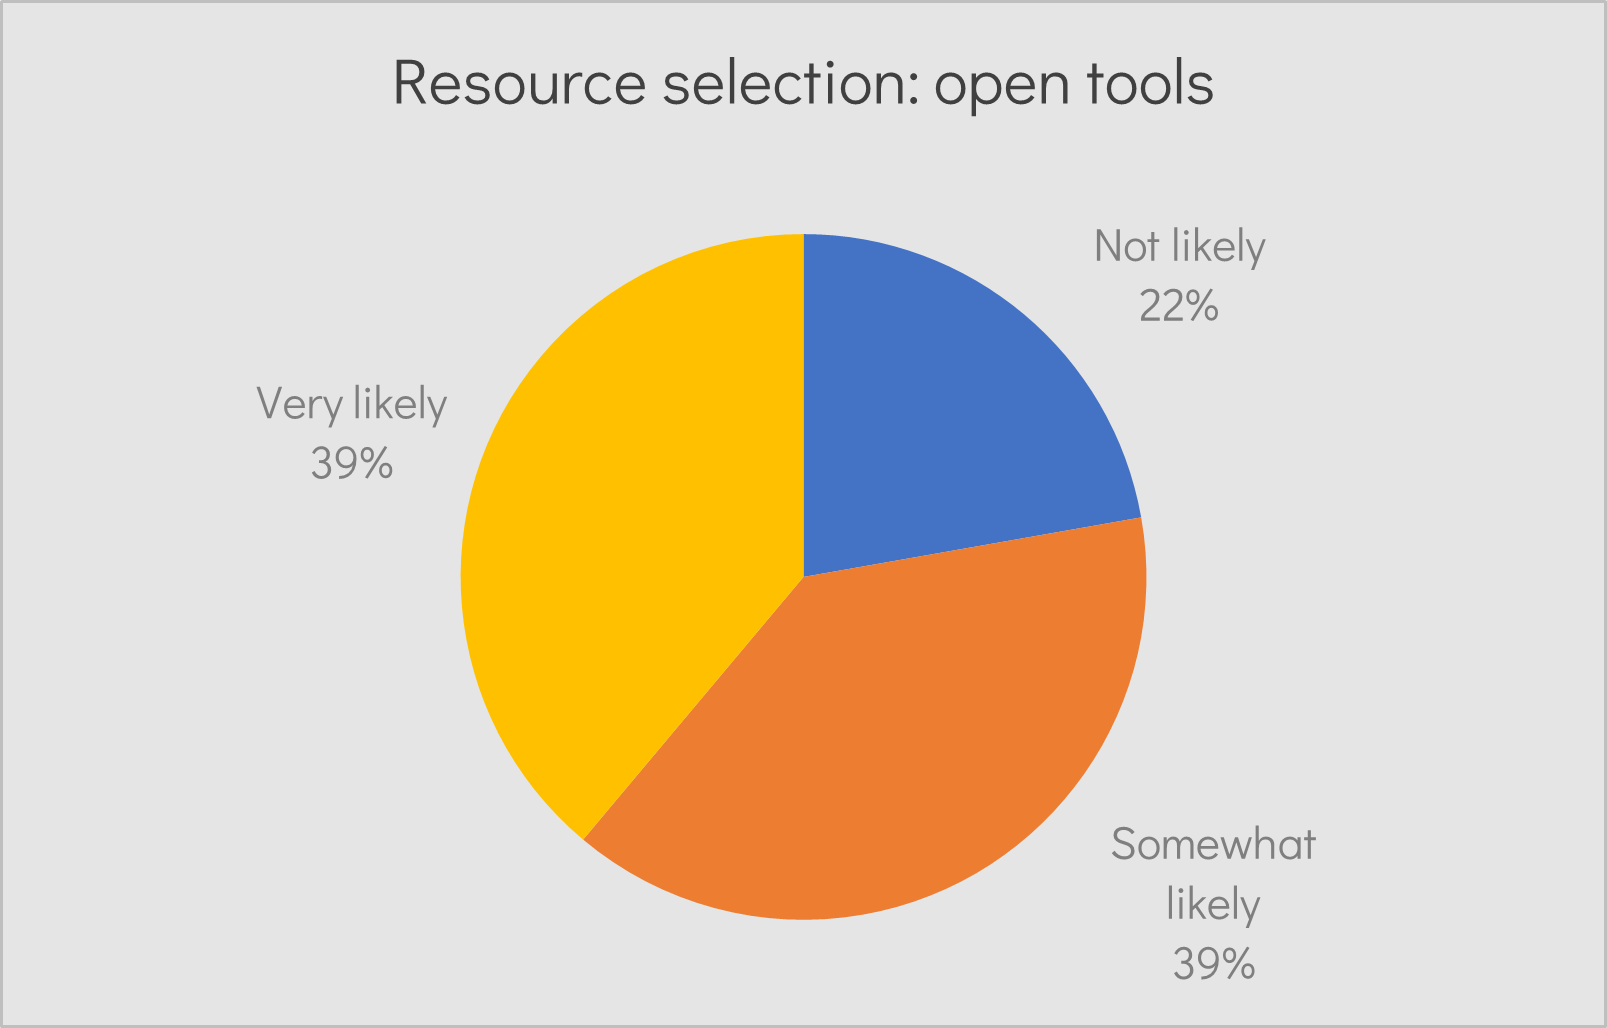 Resource selection: open tools
Not likely
22%
Very likely
39%
Somewhat
likely
39%